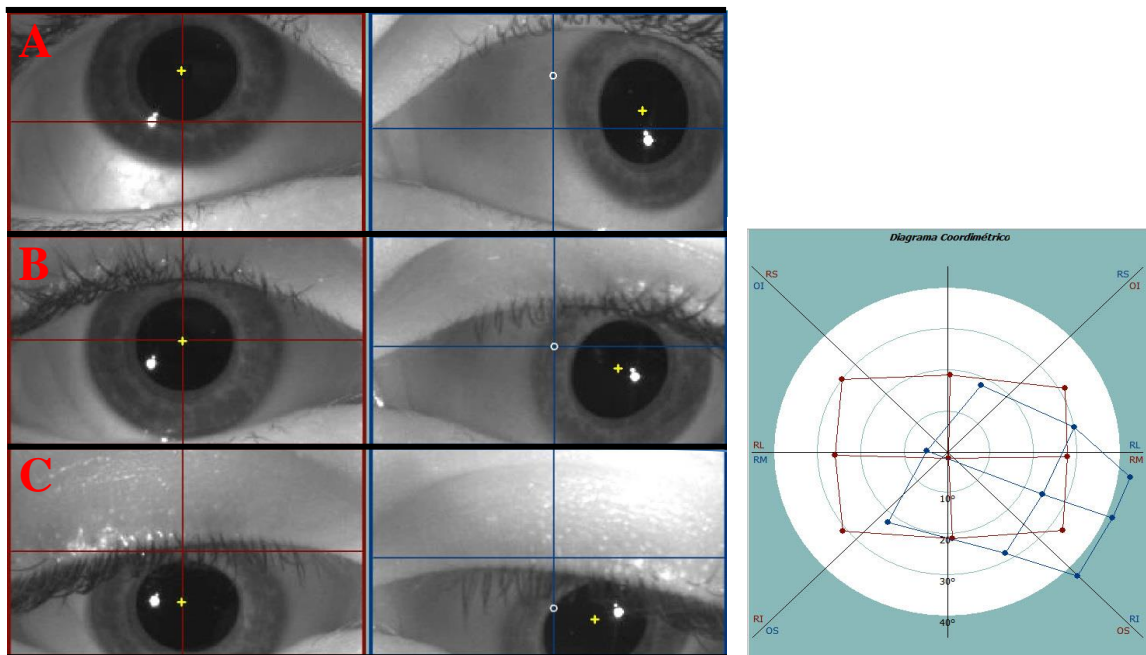 A
B
C
Diagrama Coordimétrico
RS
OI
RS
OI
RL
RM
RL
RM
10°
20°
30°
40°
RI
OS
RI
OS